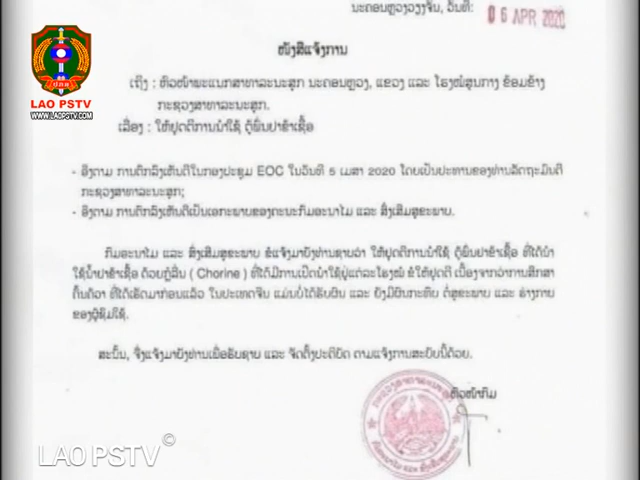 ນະຄອນຫຼວງວຽງຈັນ, ວັນທີ:
06 APR 2020
ໜັງສືແຈ້ງການ
LAO PSTV
WWW.LAOPSTV.COM
ເຖິງ : ຫົວໜ້າພະແນກສາທາລະນະສຸກ ນະຄອນຫຼວງ, ແຂວງ ແລະ ໂຮງໝໍສູນກາງ ຂ້ອມຂ້າງ
ກະຊວງສາທາລະນະສຸກ.
ເລື່ອງ : ໃຫ້ຢຸດຕິການນຳໃຊ້ ຕູ້ພົ່ນຢາຂ້າເຊື້ອ
- ອີງຕາມ ການຕົກລົງເຫັນດີໃນກອງປະຊຸມ EOC ໃນວັນທີ 5 ເມສາ 2020 ໂດຍເປັນປະທານຂອງທ່ານລັດຖະມົນຕີ
ກະຊວງສາທາລະນະສຸກ;
- ອີງຕາມ ການຕົກລົງເຫັນດີເປັນເອກະພາບຂອງຄະນະກົມອະນາໄມ ແລະ ສົ່ງເສີມສຸຂະພາບ.
ກົມອະນາໄມ ແລະ ສົ່ງເສີມສຸຂະພາບ ຂໍແຈ້ງມາຍັງທ່ານຊາບວ່າ ໃຫ້ຢຸດຕິການນຳໃຊ້ ຕູ້ພົ່ນຢາຂ້າເຊື້ອ ທີ່ໄດ້ນຳ
ໃຊ້ນ້ຳຢາຂ້າເຊື້ອ ດ້ວຍກູ໋ລີ່ນ ( Chorine ) ທີ່ໄດ້ມີການເປີດນຳໃຊ້ຢູ່ແຕ່ລະໂຮງໝໍ ຂໍໃຫ້ຢຸດຕິ ເນື່ອງຈາກວ່າການສຶກສາ
ຄົ້ນຄ້ວາ ທີ່ໄດ້ເຮັດມາກ່ອນແລ້ວ ໃນປະເທດຈີນ ແມ່ນບໍ່ໄດ້ຮັບຜົນ ແລະ ຍັງມີຜົນກະທົບ ຕໍ່ສຸຂະພາບ ແລະ ຮ່າງກາຍ
ຂອງຜູ້ຊົມໃຊ້.
ສະນັ້ນ, ຈຶ່ງແຈ້ງມາຍັງທ່ານເພື່ອຮັບຊາບ ແລະ ຈັດຕັ້ງປະຕິບັດ ຕາມແຈ້ງການສະບັບນີ້ດ້ວຍ.
ຫົວໜ້າກົມ
LAO PSTV ©